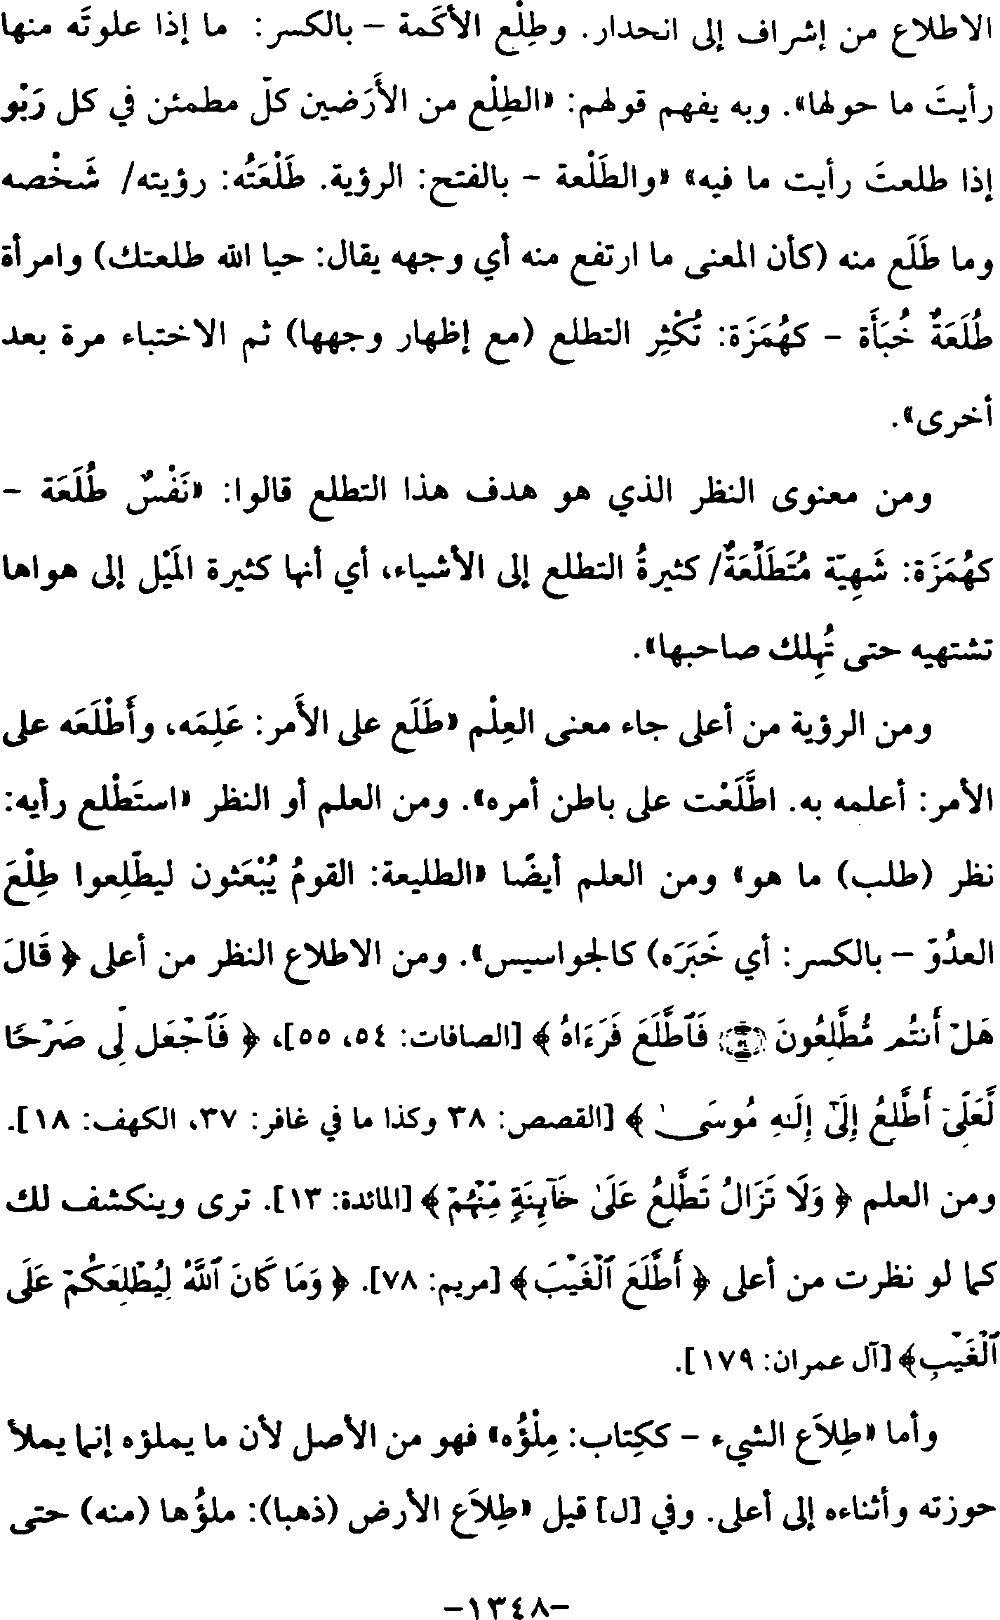 الاطلاع من إشراف إلى انحدار. وطِلْع الأكَمة - بالكسر: ما إذا علوتَه منها
رأيتَ ما حولها». وبه يفهم قولهم: «الطِلْع من الأَرَضين كلّ مطمئن في كل رَبْو
إذا طلعتَ رأيت ما فيه» «والطَلْعة - بالفتح: الرؤية. طَلْعَتُه: رؤيته/ شَخْصه
وما طَلَع منه (كأن المعنى ما ارتفع منه أي وجهه يقال: حيا الله طلعتك) وامرأة
طُلَعَةٌ خُبَأَة - كهُمَزَة: تُكْثِر التطلع (مع إظهار وجهها) ثم الاختباء مرة بعد
أخرى».
ومن معنوى النظر الذي هو هدف هذا التطلع قالوا: «نَفْسٌ طُلَعَة -
كهُمَزَة: شَهِيّة مُتَطَلِّعَةٌ/ كثيرةُ التطلع إلى الأشياء، أي أنها كثيرة المَيْل إلى هواها
تشتهيه حتى تُهِلك صاحبها».
ومن الرؤية من أعلى جاء معنى العِلْم «طَلَع على الأَمر: عَلِمَه، وأَطْلَعَه على
الأمر: أعلمه به. اطَّلَعْت على باطن أمره». ومن العلم أو النظر «استَطْلع رأيه:
نظر (طلب) ما هو» ومن العلم أيضًا «الطليعة: القومُ يُبْعَثون ليطّلِعوا طِلْعَ
العدُوّ - بالكسر: أي خَبَرَه) كالجواسيس». ومن الاطلاع النظر من أعلى ﴿ قَالَ
هَلْ أَنتُم مُّطَّلِعُونَ ۝ فَٱطَّلَعَ فَرَءَاهُ ﴾ [الصافات: ٥٤، ٥٥]، ﴿ فَٱجْعَل لِّى صَرْحًا
لَّعَلِّىٓ أَطَّلِعُ إِلَىٰٓ إِلَـٰهِ مُوسَىٰ ﴾ [القصص: ٣٨ وكذا ما في غافر: ٣٧، الكهف: ١٨].
ومن العلم ﴿ وَلَا تَزَالُ تَطَّلِعُ عَلَىٰ خَآئِنَةٍ مِّنْهُمْ ﴾ [المائدة: ١٣]. ترى وينكشف لك
كما لو نظرت من أعلى ﴿ أَطَّلَعَ ٱلْغَيْبَ ﴾ [مريم: ٧٨]. ﴿ وَمَا كَانَ ٱللَّهُ لِيُطْلِعَكُمْ عَلَى
ٱلْغَيْبِ﴾ [آل عمران: ١٧٩].
وأما «طِلاَع الشيء - ككِتاب: مِلْؤُه» فهو من الأصل لأن ما يملؤه إنما يملأ
حوزته وأثناءه إلى أعلى. وفي [ل] قيل «طِلاَع الأرض (ذهبا): ملؤُها (منه) حتى
-١٣٤٨-